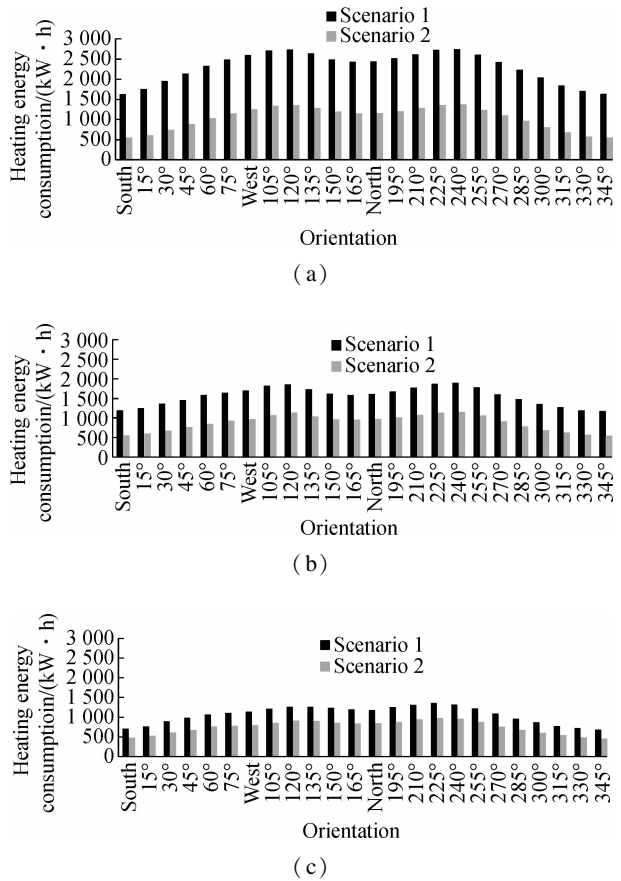 Scenario 1
Scenario 2
Heating energy
consumptioin/(kW · h)
3 000
2 500
2 000
1 500
1 000
500
0
South 15° 30° 45° 60° 75° West 105° 120° 135° 150° 165° North 195° 210° 225° 240° 255° 270° 285° 300° 315° 330° 345°
Orientation
(a)
Scenario 1
Scenario 2
Heating energy
consumptioin/(kW · h)
3 000
2 500
2 000
1 500
1 000
500
0
South 15° 30° 45° 60° 75° West 105° 120° 135° 150° 165° North 195° 210° 225° 240° 255° 270° 285° 300° 315° 330° 345°
Orientation
(b)
Scenario 1
Scenario 2
Heating energy
consumptioin/(kW · h)
3 000
2 500
2 000
1 500
1 000
500
0
South 15° 30° 45° 60° 75° West 105° 120° 135° 150° 165° North 195° 210° 225° 240° 255° 270° 285° 300° 315° 330° 345°
Orientation
(c)